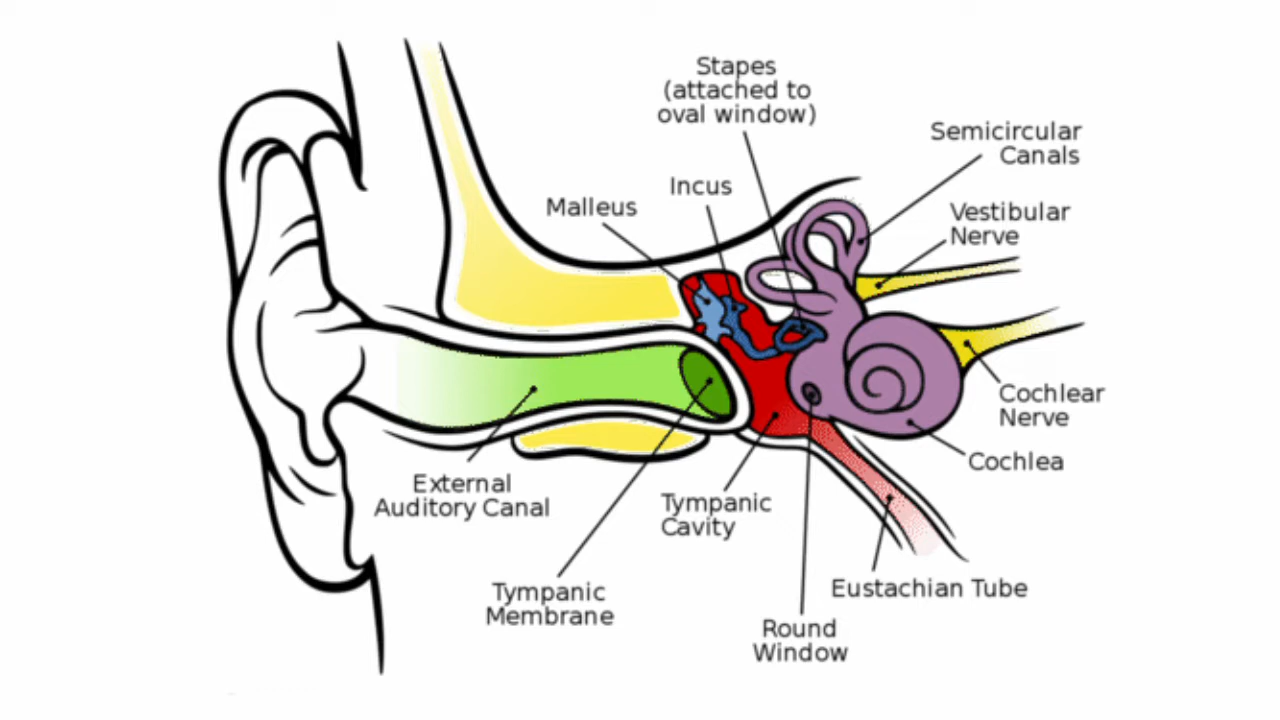 Stapes
(attached to
oval window)
Semicircular
Canals
Incus
Malleus
Vestibular
Nerve
Cochlear
Nerve
Cochlea
External
Auditory Canal
Tympanic
Cavity
Tympanic
Membrane
Eustachian Tube
Round
Window